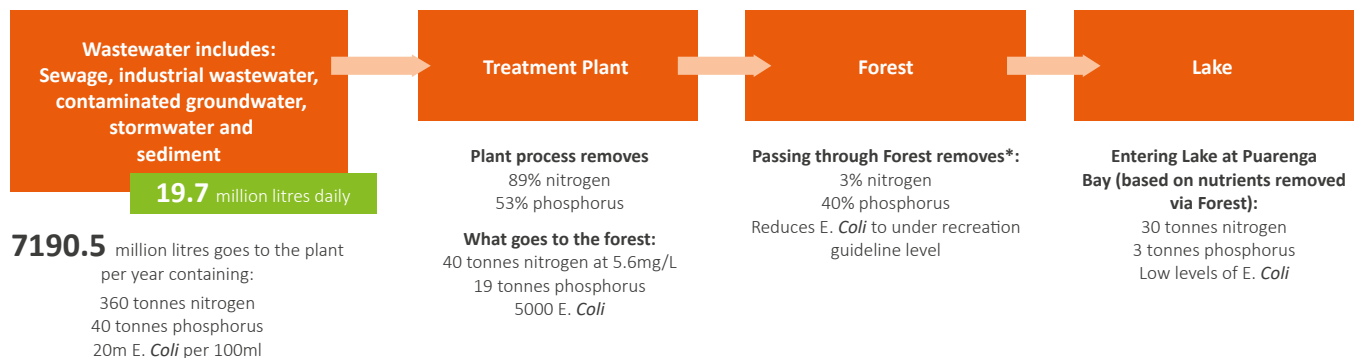 Wastewater includes:
Sewage, industrial wastewater,
contaminated groundwater,
stormwater and
sediment
19.7 million litres daily
7190.5 million litres goes to the plant
per year containing:
360 tonnes nitrogen
40 tonnes phosphorus
20m E. Coli per 100ml
Treatment Plant
Plant process removes
89% nitrogen
53% phosphorus
What goes to the forest:
40 tonnes nitrogen at 5.6mg/L
19 tonnes phosphorus
5000 E. Coli
Forest
Passing through Forest removes*:
3% nitrogen
40% phosphorus
Reduces E. Coli to under recreation
guideline level
Lake
Entering Lake at Puarenga
Bay (based on nutrients removed
via Forest):
30 tonnes nitrogen
3 tonnes phosphorus
Low levels of E. Coli